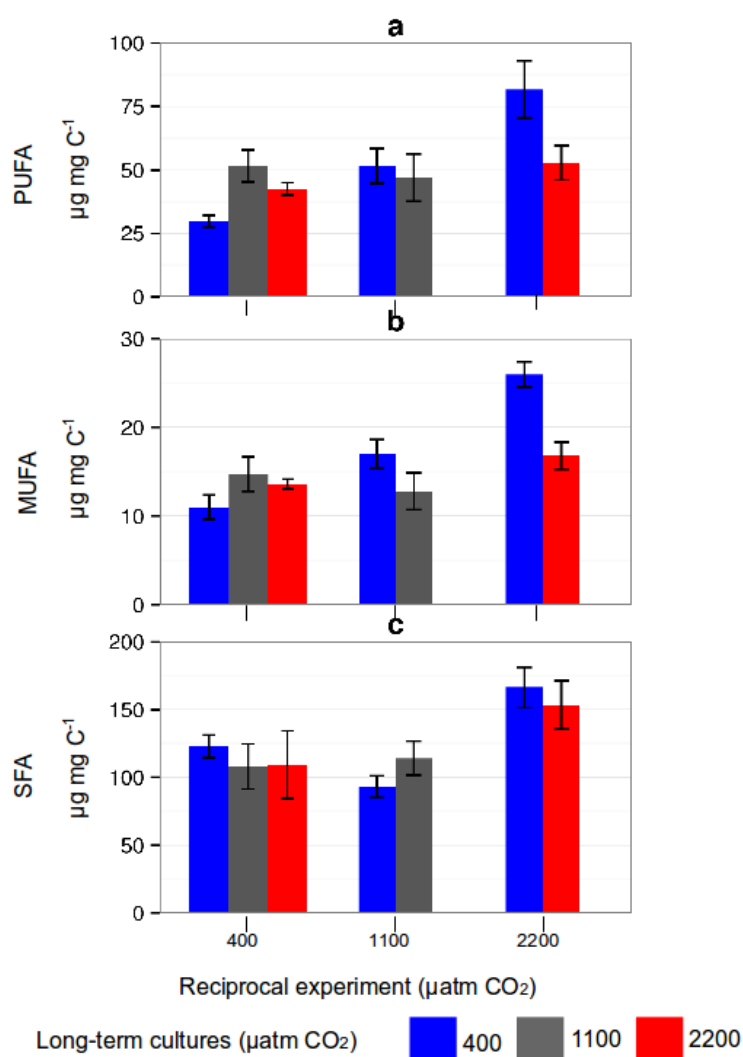 a
100
75
50
25
0
PUFA
µg mg C⁻¹
b
30
20
10
0
MUFA
µg mg C⁻¹
c
200
150
100
50
0
SFA
µg mg C⁻¹
400 1100 2200
Reciprocal experiment (µatm CO₂)
Long-term cultures (µatm CO₂) 400 1100 2200